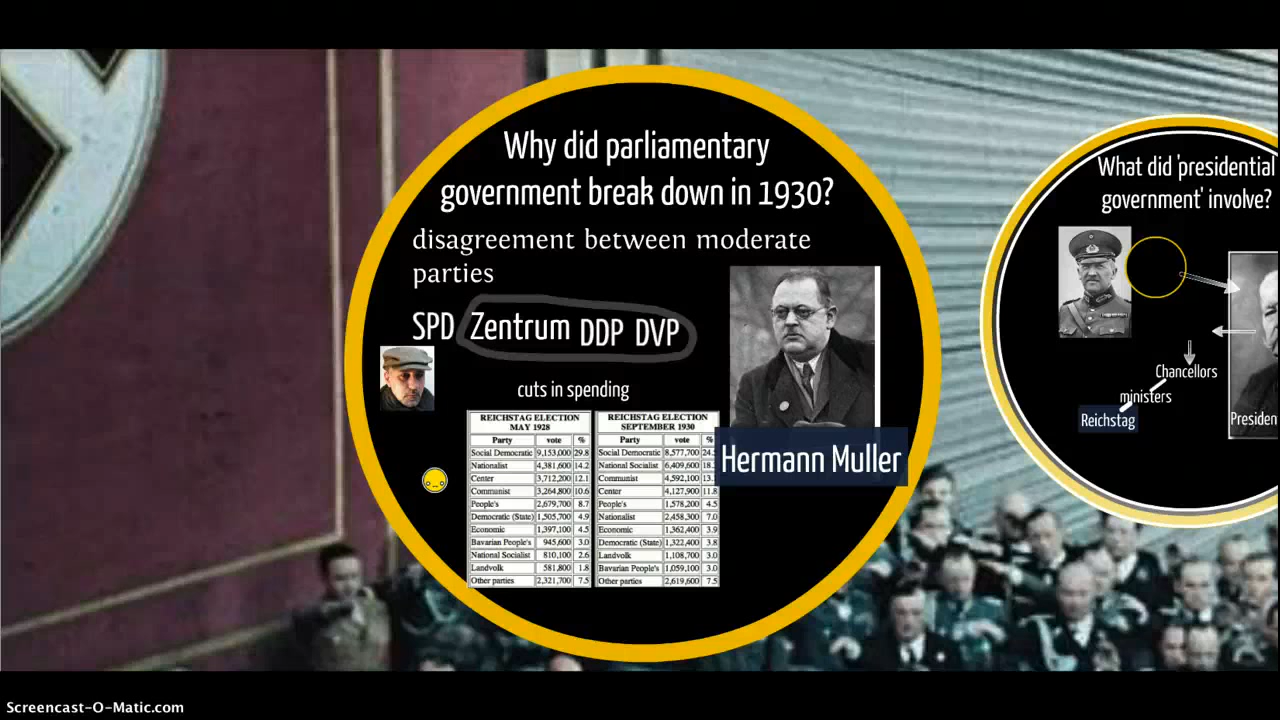 Why did parliamentary
government break down in 1930?
disagreement between moderate
parties
SPD Zentrum DDP DVP
cuts in spending
REICHSTAG ELECTION
MAY 1928
Party vote %
Social Democratic 9,153,000 29.8
Nationalist 4,381,600 14.2
Center 3,712,200 12.1
Communist 3,264,800 10.6
People's 2,679,700 8.7
Democratic (State) 1,505,700 4.9
Economic 1,397,100 4.5
Bavarian People's 945,600 3.0
National Socialist 810,100 2.6
Landvolk 581,800 1.8
Other parties 2,321,700 7.5
REICHSTAG ELECTION
SEPTEMBER 1930
Party vote %
Social Democratic 8,577,700 24.
National Socialist 6,409,600 18.
Communist 4,592,100 13.
Center 4,127,900 11.8
People's 1,578,200 4.5
Nationalist 2,458,300 7.0
Economic 1,362,400 3.9
Democratic (State) 1,322,400 3.8
Landvolk 1,108,700 3.0
Bavarian People's 1,059,100 3.0
Other parties 2,619,600 7.5
Hermann Muller
What did 'presidential
government' involve?
Chancellors
ministers
Reichstag
Presiden
Screencast-O-Matic.com